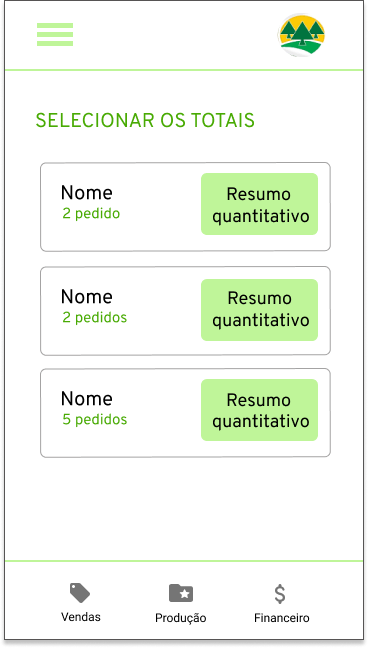 SELECIONAR OS TOTAIS
Nome
2 pedido
Resumo
quantitativo
Nome
2 pedidos
Resumo
quantitativo
Nome
5 pedidos
Resumo
quantitativo
Vendas
Produção
Financeiro